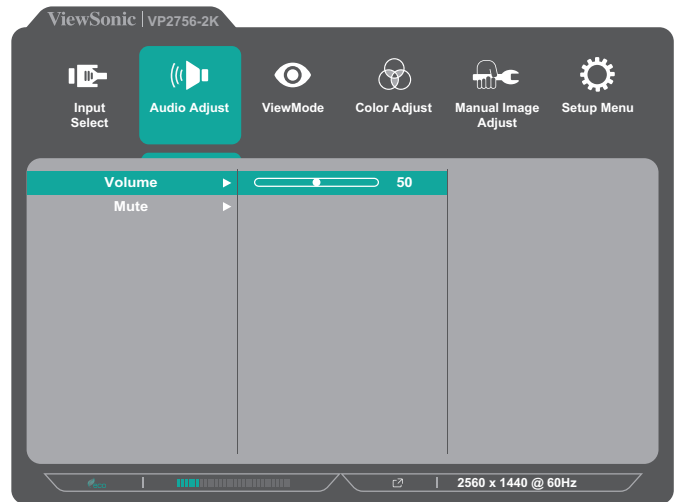 ViewSonic | VP2756-2K
Input Select
Audio Adjust
ViewMode
Color Adjust
Manual Image Adjust
Setup Menu
Volume
50
Mute
eco
2560 x 1440 @ 60Hz